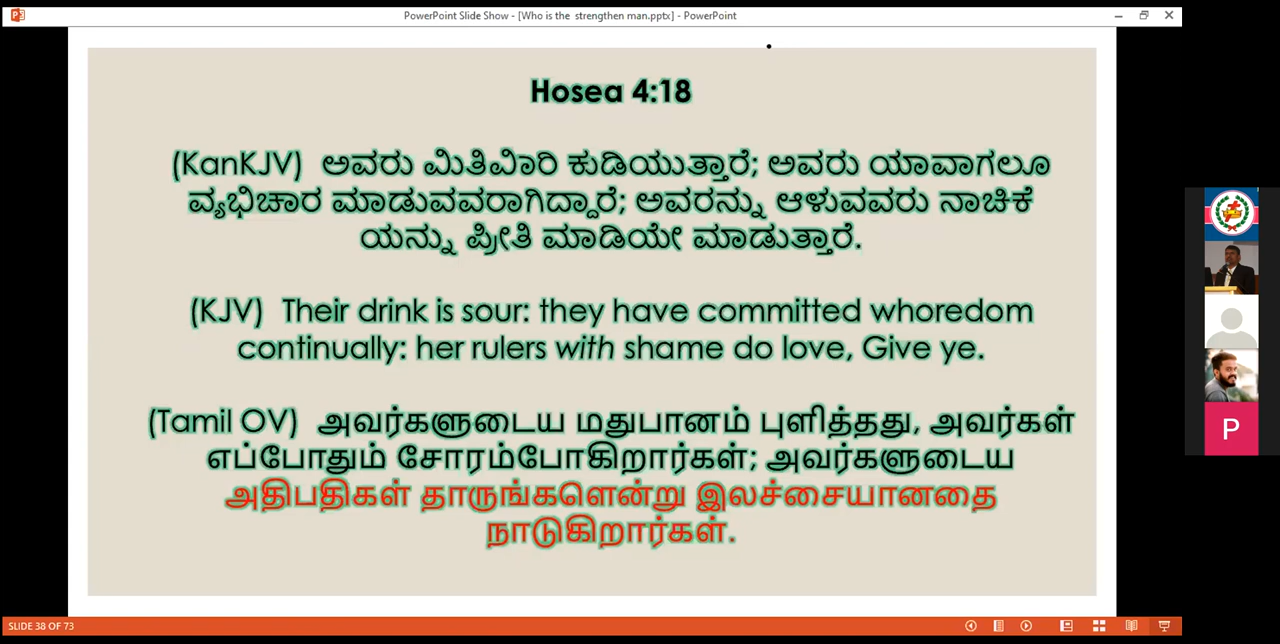 PowerPoint Slide Show - [Who is the  strengthen man.pptx] - PowerPoint
Hosea 4:18
(KanKJV)  ಅವರು ಮಿತಿಮೀರಿ ಕುಡಿಯುತ್ತಾರೆ; ಅವರು ಯಾವಾಗಲೂ
ವ್ಯಭಿಚಾರ ಮಾಡುವವರಾಗಿದ್ದಾರೆ; ಅವರನ್ನು ಆಳುವವರು ನಾಚಿಕೆ
ಯನ್ನು ಪ್ರೀತಿ ಮಾಡಿಯೇ ಮಾಡುತ್ತಾರೆ.
(KJV)  Their drink is sour: they have committed whoredom
continually: her rulers with shame do love, Give ye.
(Tamil OV)  அவர்களுடைய மதுபானம் புளித்தது, அவர்கள்
எப்போதும் சோரம்போகிறார்கள்; அவர்களுடைய
அதிபதிகள் தாருங்களென்று இலச்சையானதை
நாடுகிறார்கள்.
P
SLIDE 38 OF 73